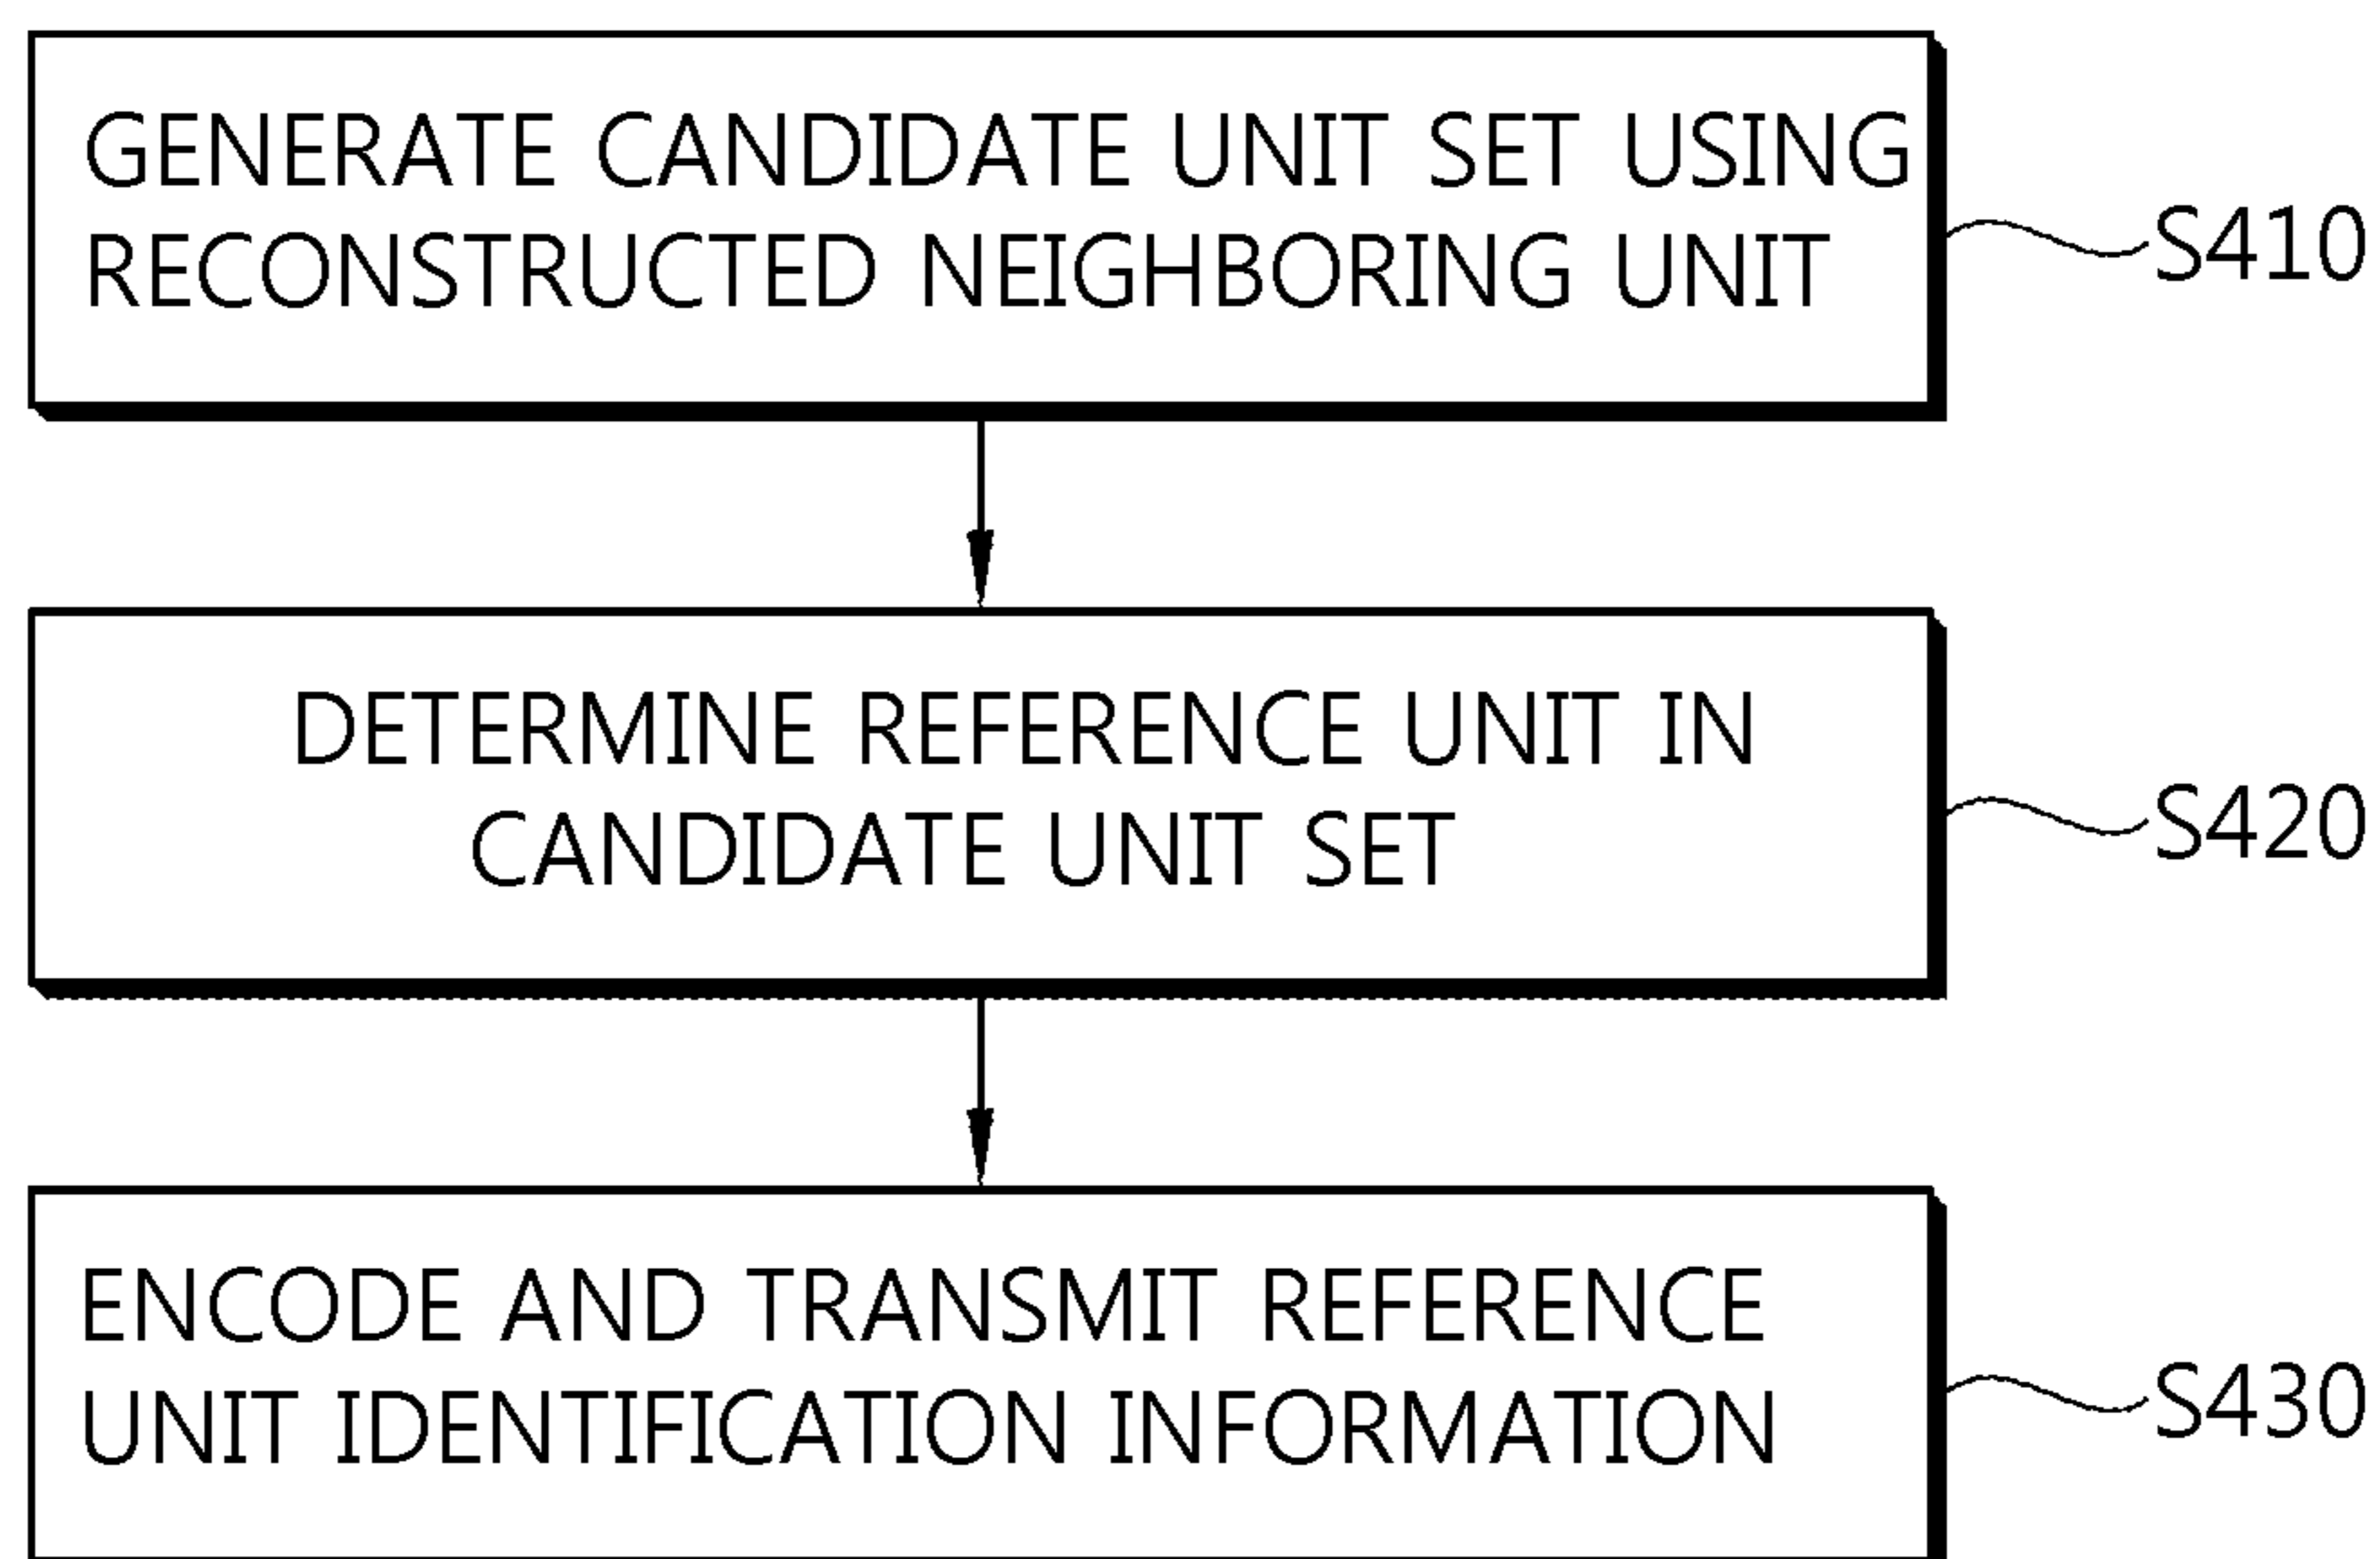 GENERATE CANDIDATE UNIT SET USING
RECONSTRUCTED NEIGHBORING UNIT
S410
DETERMINE REFERENCE UNIT IN
CANDIDATE UNIT SET
S420
ENCODE AND TRANSMIT REFERENCE
UNIT IDENTIFICATION INFORMATION
S430